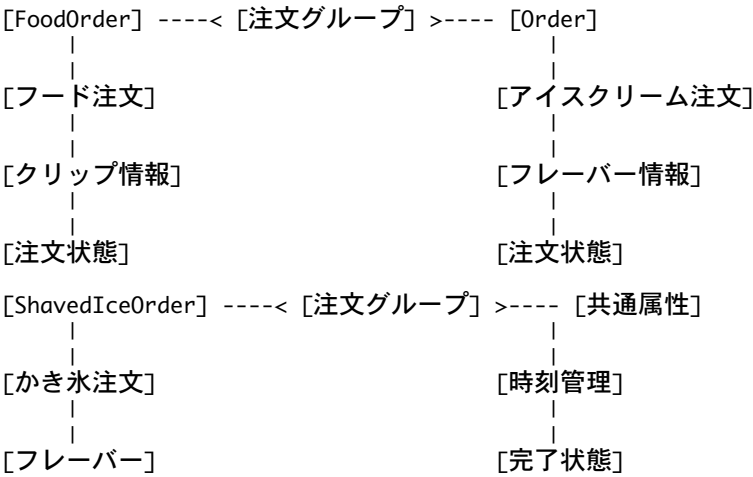 [FoodOrder] ----< [注文グループ] >---- [Order]
| |
| |
[フード注文] [アイスクリーム注文]
| |
| |
[クリップ情報] [フレーバー情報]
| |
| |
[注文状態] [注文状態]
[ShavedIceOrder] ----< [注文グループ] >---- [共通属性]
| |
| |
[かき氷注文] [時刻管理]
| |
| |
[フレーバー] [完了状態]